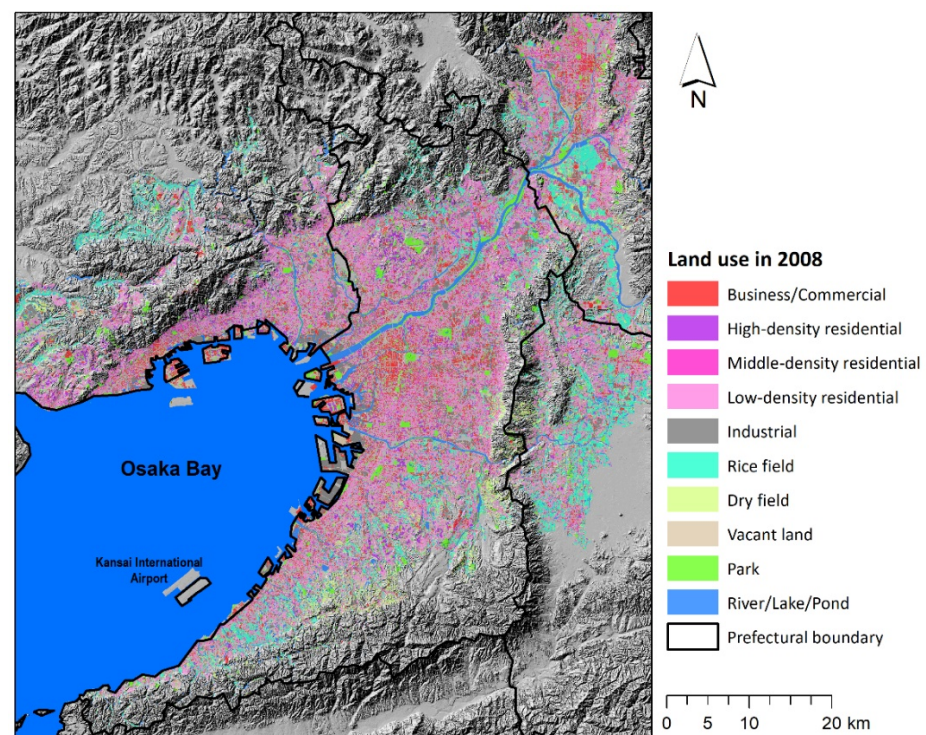 N
Osaka Bay
Kansai International
Airport
Land use in 2008
Business/Commercial
High-density residential
Middle-density residential
Low-density residential
Industrial
Rice field
Dry field
Vacant land
Park
River/Lake/Pond
Prefectural boundary
0 5 10 20 km